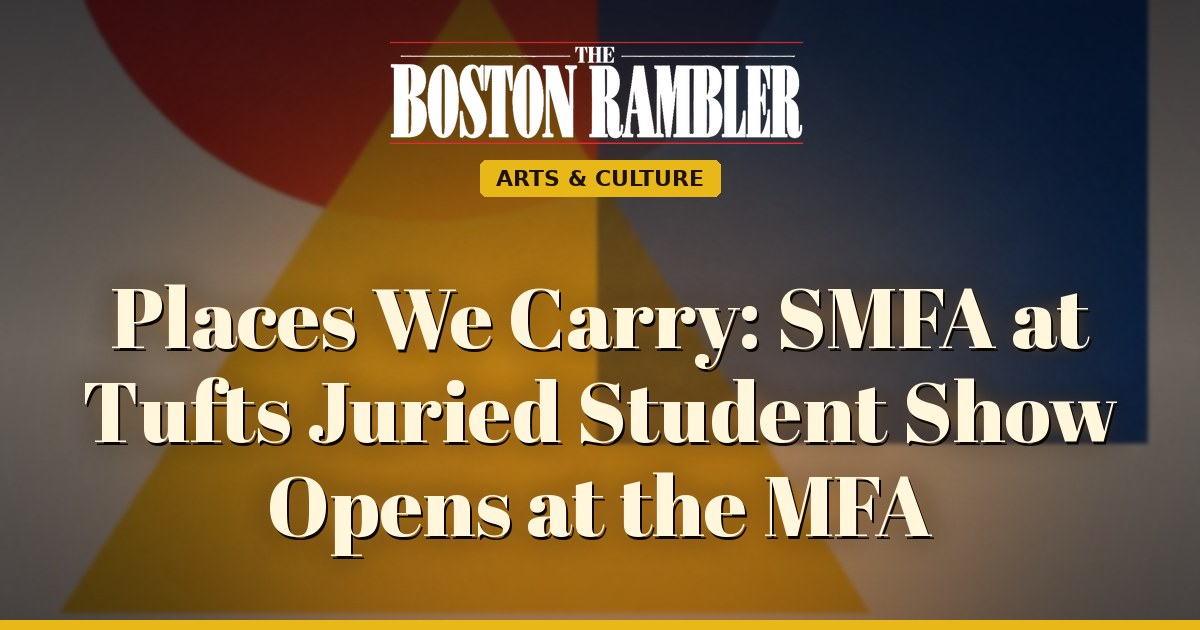 THE
BOSTON RAMBLER
ARTS & CULTURE
Places We Carry: SMFA at
Tufts Juried Student Show
Opens at the MFA